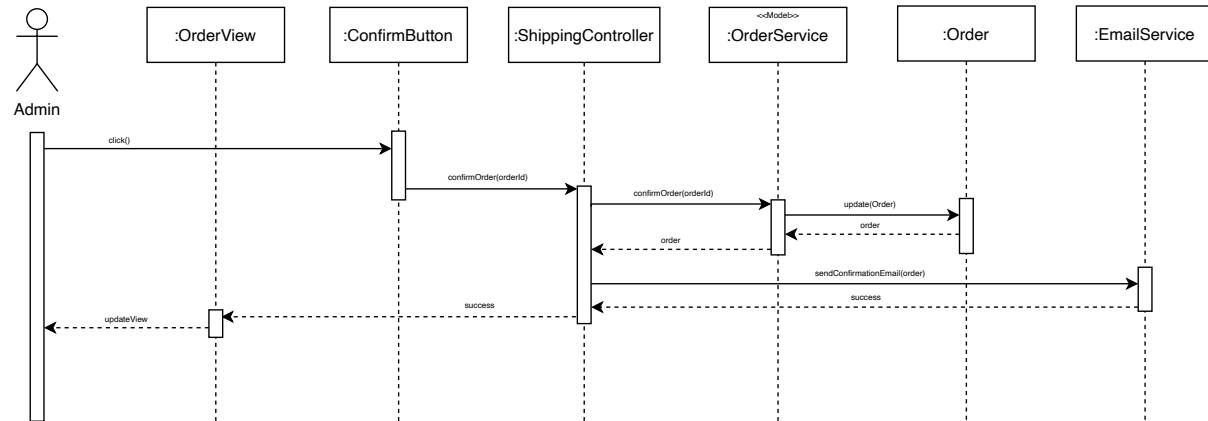 <<Model>>
:OrderView
:ConfirmButton
:ShippingController
:OrderService
:Order
:EmailService
Admin
click()
confirmOrder(orderId)
confirmOrder(orderId)
update(Order)
order
order
sendConfirmationEmail(order)
success
success
updateView